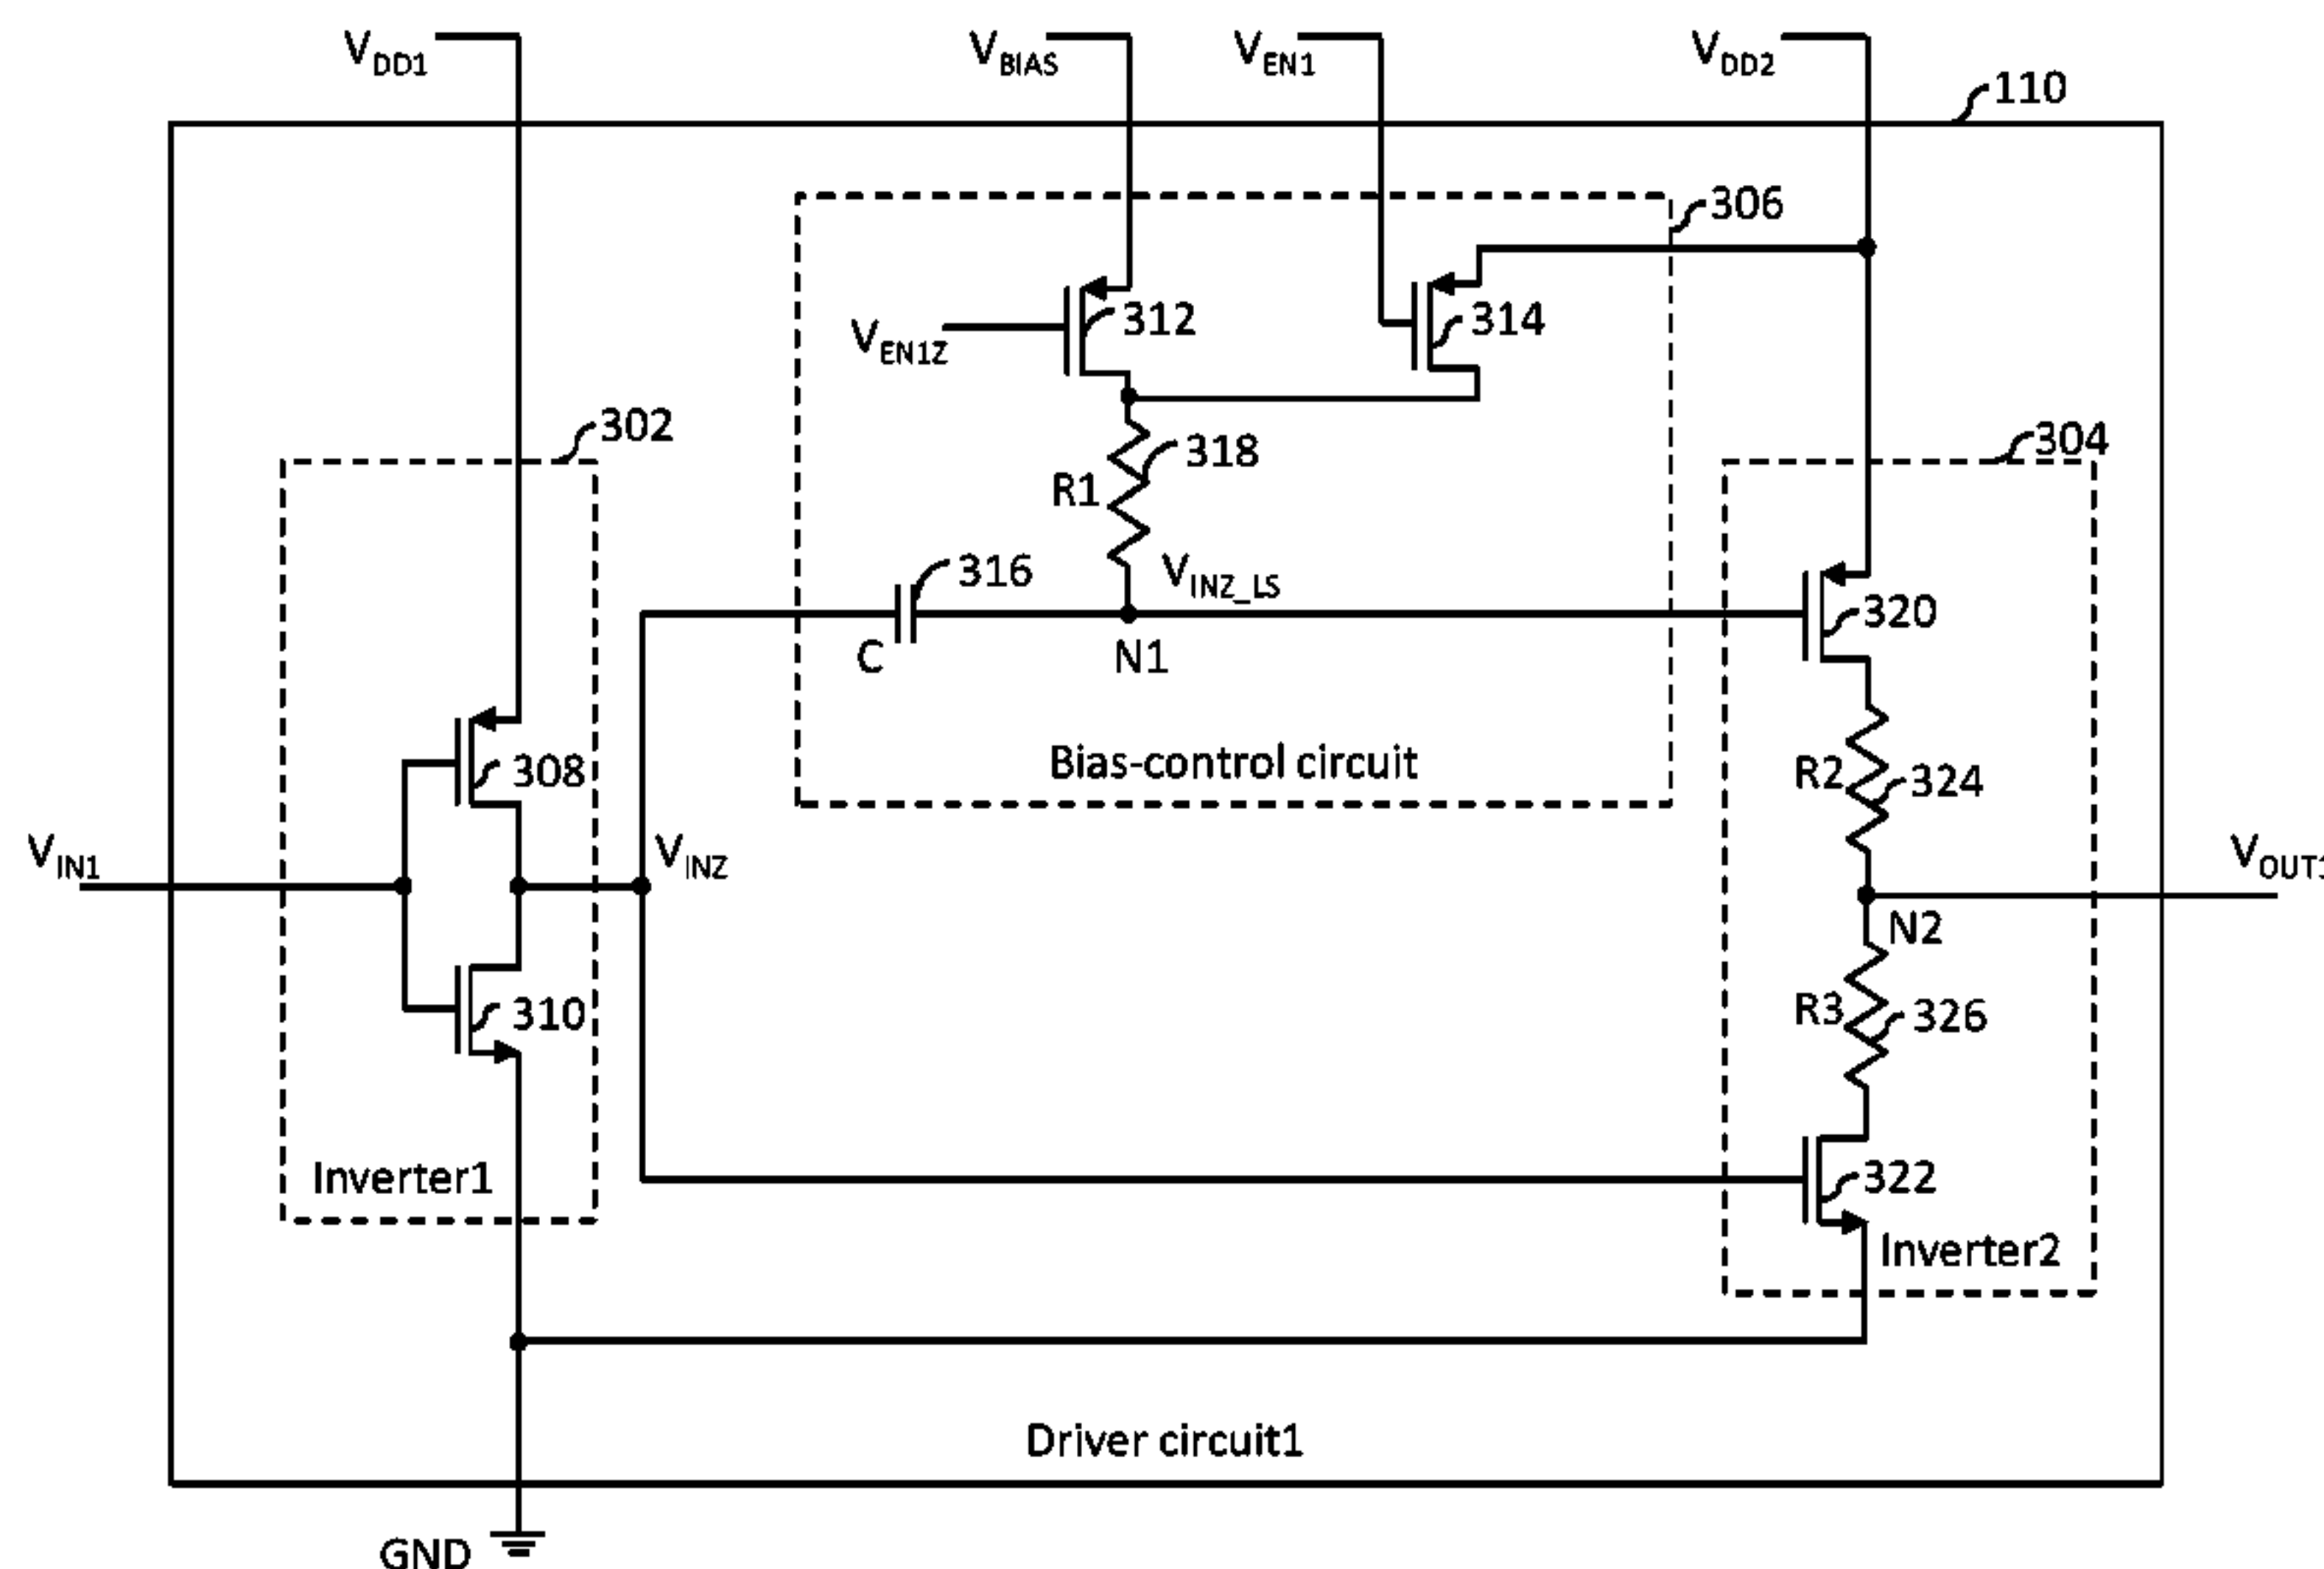 VDD1
VBIAS
VEN1
VDD2
110
306
312
314
VEN1Z
302
304
318
R1
316
VINZ_LS
320
C
N1
Bias-control circuit
308
R2
324
VIN1
VINZ
VOUT1
N2
310
R3
326
Inverter1
322
Inverter2
Driver circuit1
GND